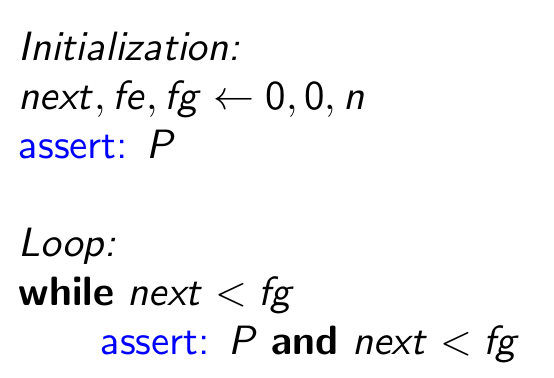 Initialization:
next, fe, fg ← 0, 0, n
assert: P
Loop:
while next < fg
assert: P and next < fg